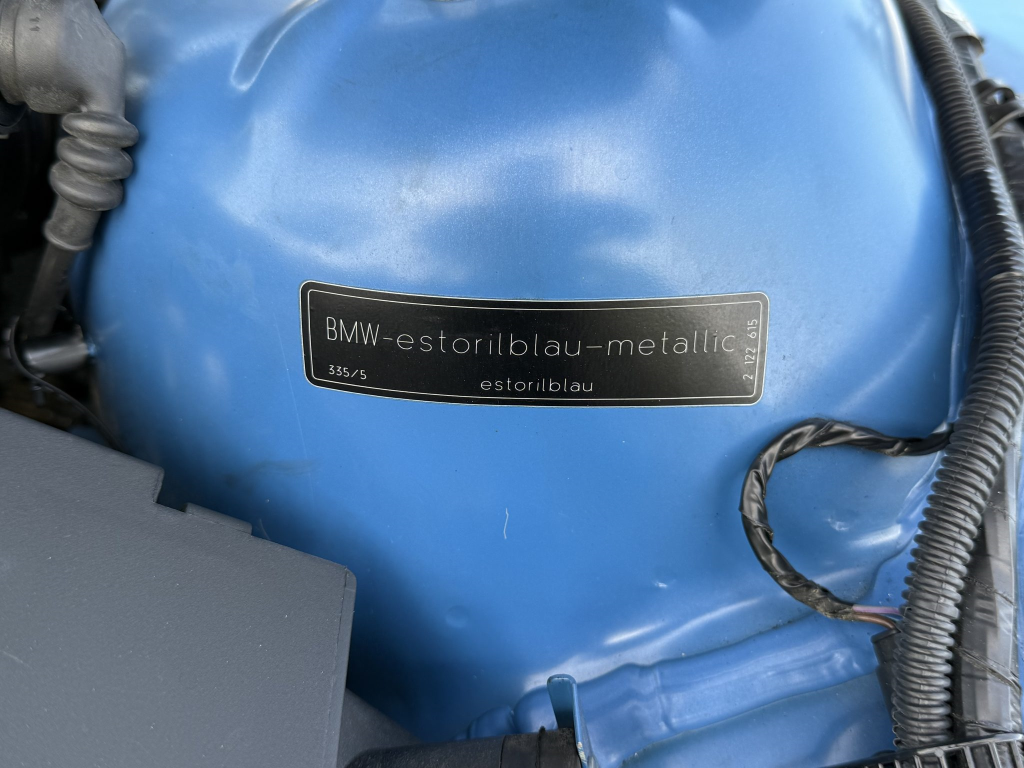 BMW-estorilblau-metallic
335/5
estorilblau
2 122 615